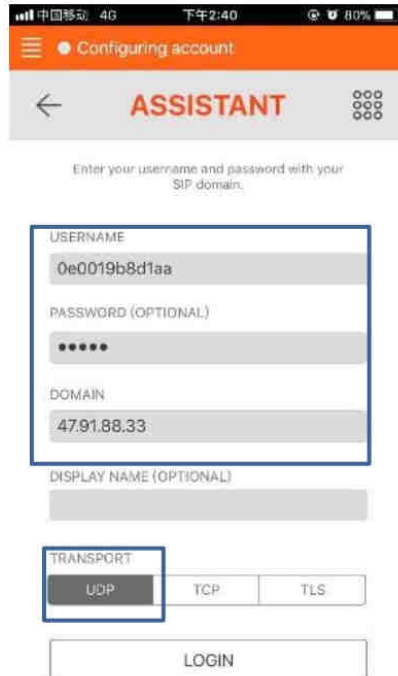 中国移动 4G 下午2:40 80%
Configuring account
ASSISTANT
Enter your username and password with your
SIP domain.
USERNAME
0e0019b8d1aa
PASSWORD (OPTIONAL)
•••••
DOMAIN
47.91.88.33
DISPLAY NAME (OPTIONAL)
TRANSPORT
UDP TCP TLS
LOGIN